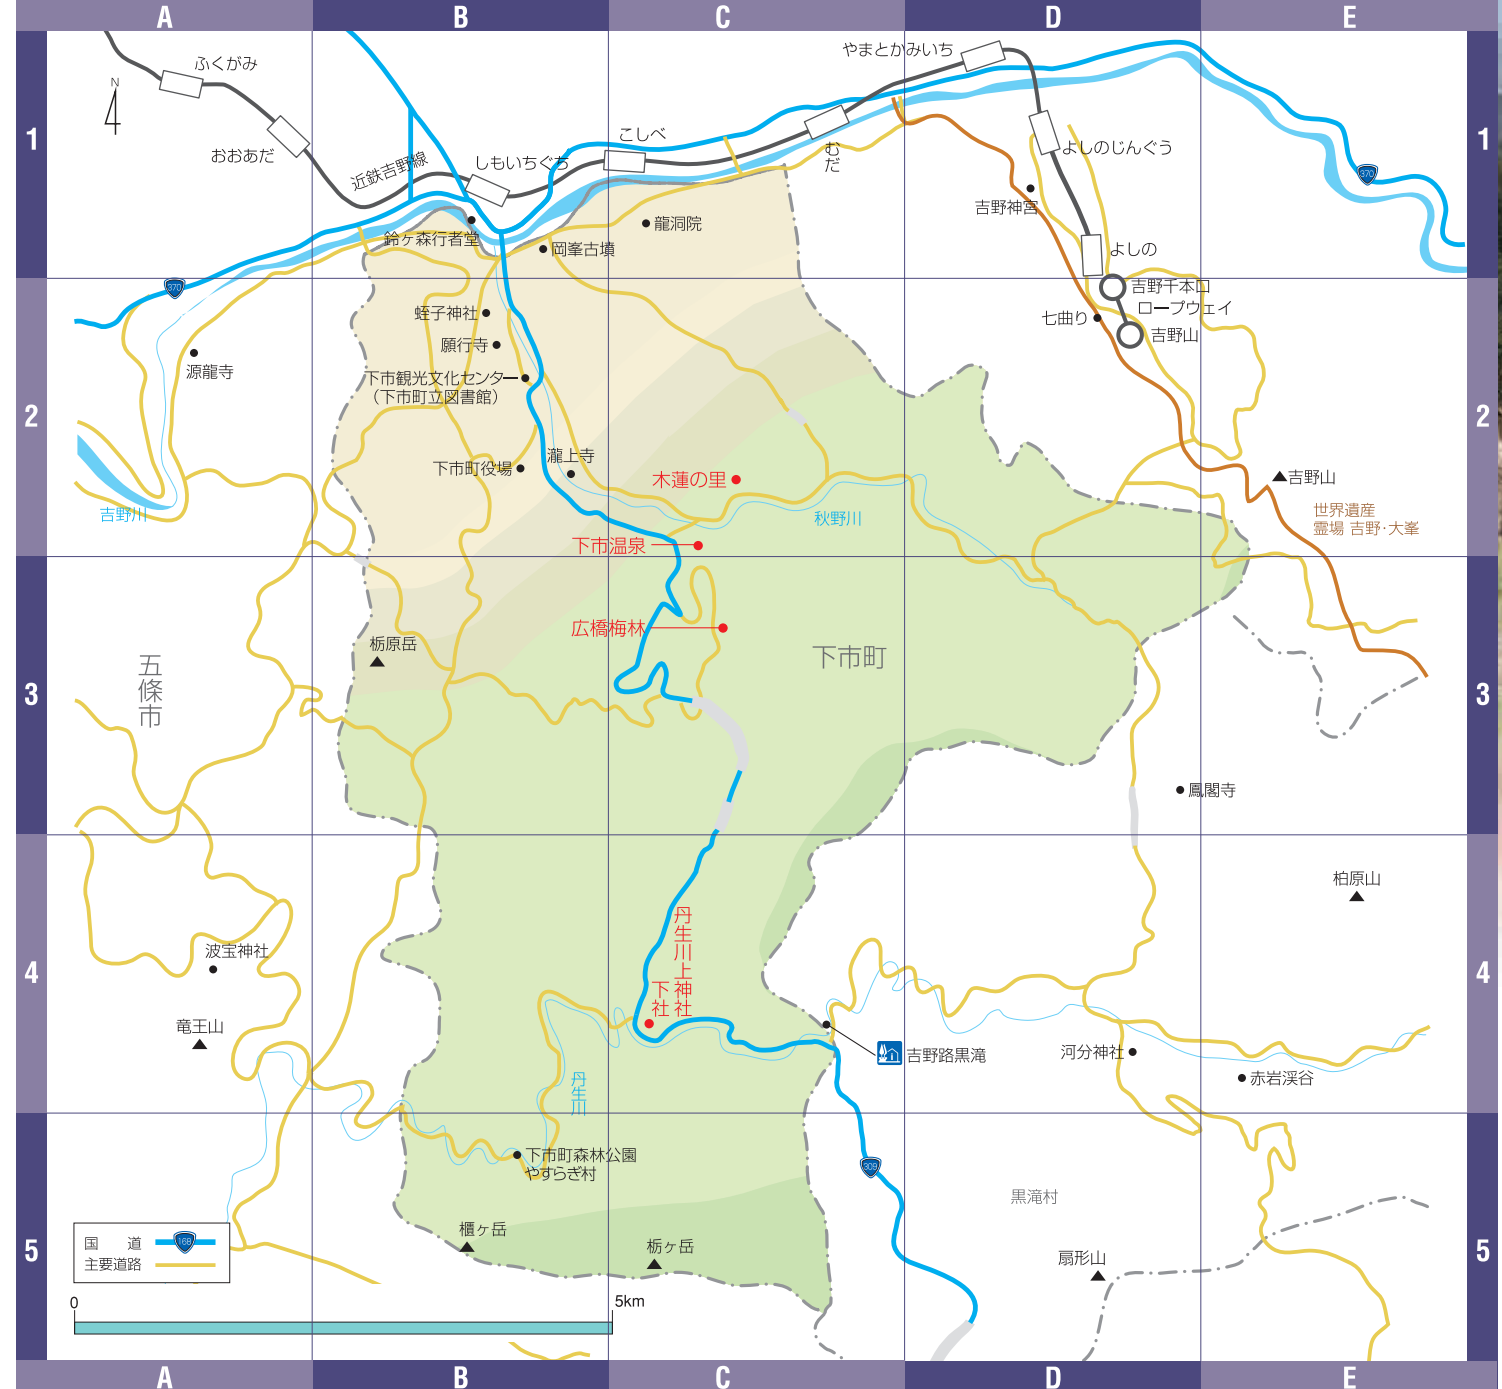 A
B
C
D
E
1
2
3
4
5
1
2
3
4
5
A
B
C
D
E
N
ふくがみ
おおあだ
近鉄吉野線
しもいちぐち
こしべ
むだ
やまとかみいち
よしのじんぐう
よしの
370
吉野神宮
鈴ヶ森行者堂
岡峯古墳
龍洞院
370
源龍寺
蛭子神社
願行寺
下市観光文化センター
（下市町立図書館）
下市町役場
瀧上寺
木蓮の里
下市温泉
秋野川
吉野川
吉野千本口
ロープウェイ
吉野山
七曲り
吉野山
世界遺産
霊場 吉野・大峯
広橋梅林
栃原岳
下市町
五條市
鳳閣寺
柏原山
波宝神社
竜王山
丹生川上神社
下社
吉野路黒滝
河分神社
赤岩渓谷
丹生川
下市町森林公園
やすらぎ村
309
黒滝村
櫃ヶ岳
栃ヶ岳
扇形山
国 道
168
主要道路
0
5km